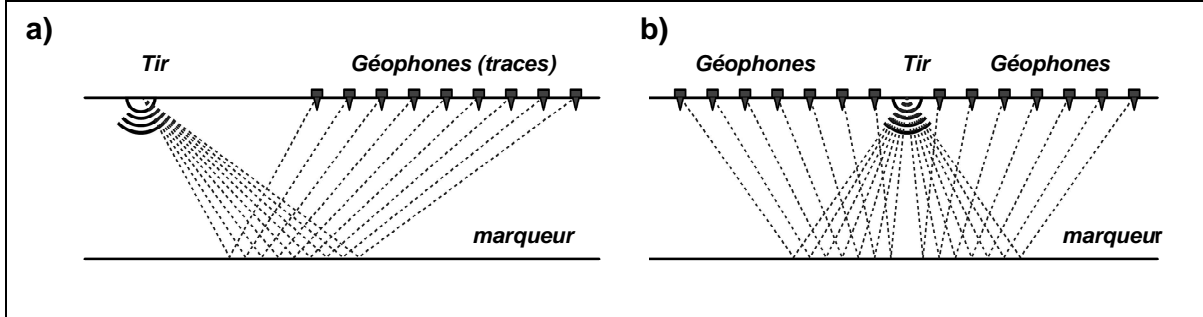 a)
Tir
Géophones (traces)
marqueur
b)
Géophones
Tir
Géophones
marqueur